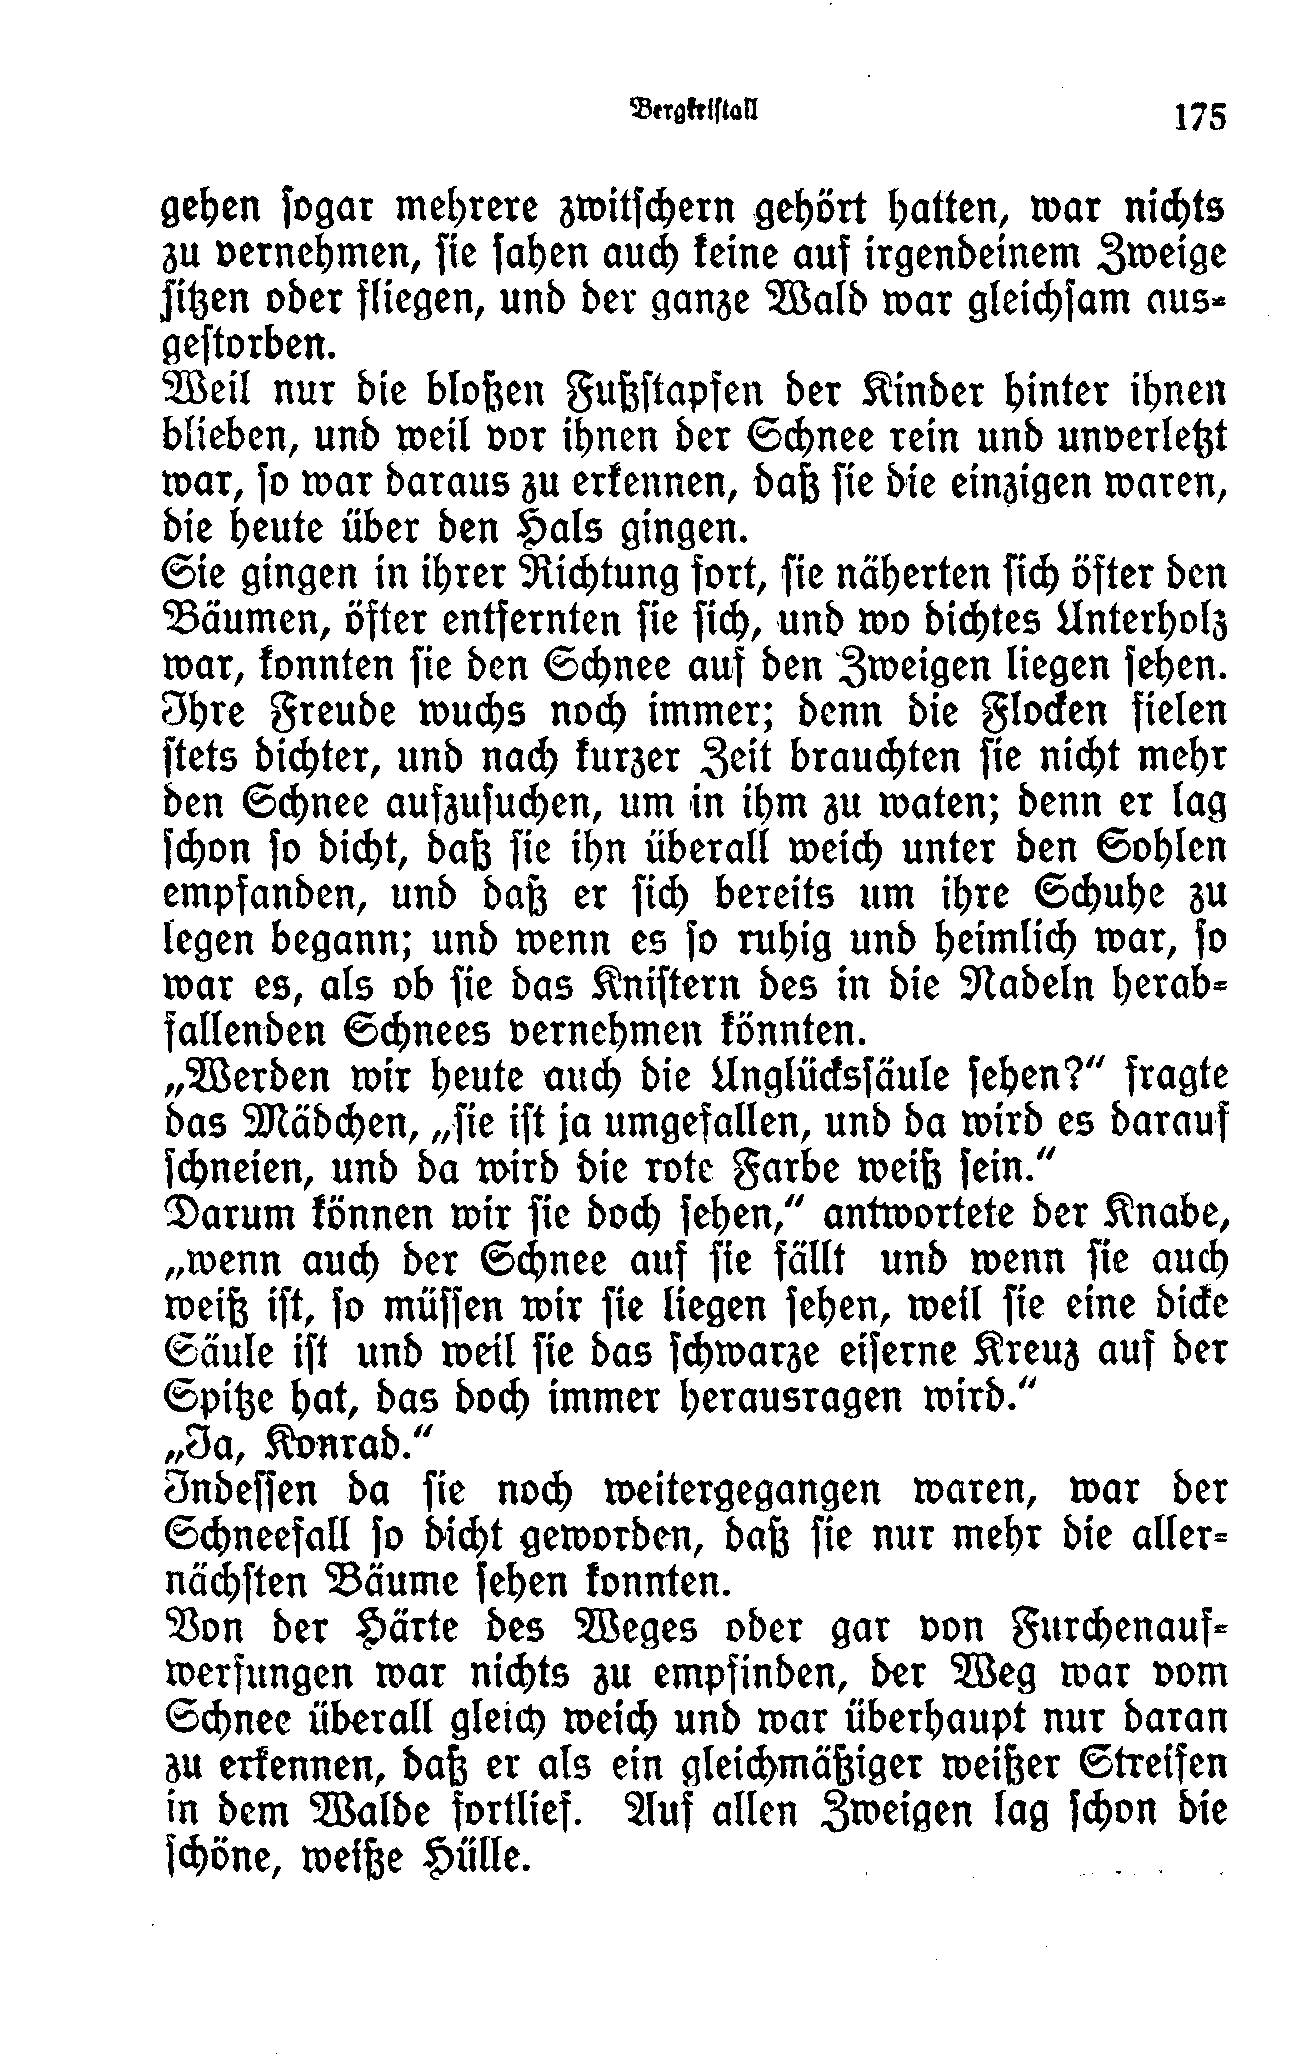 Bergkristall
175
gehen sogar mehrere zwitschern gehört hatten, war nichts
zu vernehmen, sie sahen auch keine auf irgendeinem Zweige
sitzen oder fliegen, und der ganze Wald war gleichsam aus-
gestorben.
Weil nur die bloßen Fußstapfen der Kinder hinter ihnen
blieben, und weil vor ihnen der Schnee rein und unverletzt
war, so war daraus zu erkennen, daß sie die einzigen waren,
die heute über den Hals gingen.
Sie gingen in ihrer Richtung fort, sie näherten sich öfter den
Bäumen, öfter entfernten sie sich, und wo dichtes Unterholz
war, konnten sie den Schnee auf den Zweigen liegen sehen.
Ihre Freude wuchs noch immer; denn die Flocken fielen
stets dichter, und nach kurzer Zeit brauchten sie nicht mehr
den Schnee aufzusuchen, um in ihm zu waten; denn er lag
schon so dicht, daß sie ihn überall weich unter den Sohlen
empfanden, und daß er sich bereits um ihre Schuhe zu
legen begann; und wenn es so ruhig und heimlich war, so
war es, als ob sie das Knistern des in die Nadeln herab-
fallenden Schnees vernehmen könnten.
„Werden wir heute auch die Unglückssäule sehen?“ fragte
das Mädchen, „sie ist ja umgefallen, und da wird es darauf
schneien, und da wird die rote Farbe weiß sein.“
Darum können wir sie doch sehen,“ antwortete der Knabe,
„wenn auch der Schnee auf sie fällt und wenn sie auch
weiß ist, so müssen wir sie liegen sehen, weil sie eine dicke
Säule ist und weil sie das schwarze eiserne Kreuz auf der
Spitze hat, das doch immer herausragen wird.“
„Ja, Konrad.“
Indessen da sie noch weitergegangen waren, war der
Schneefall so dicht geworden, daß sie nur mehr die aller-
nächsten Bäume sehen konnten.
Von der Härte des Weges oder gar von Furchenauf-
werfungen war nichts zu empfinden, der Weg war vom
Schnee überall gleich weich und war überhaupt nur daran
zu erkennen, daß er als ein gleichmäßiger weißer Streifen
in dem Walde fortlief. Auf allen Zweigen lag schon die
schöne, weiße Hülle.